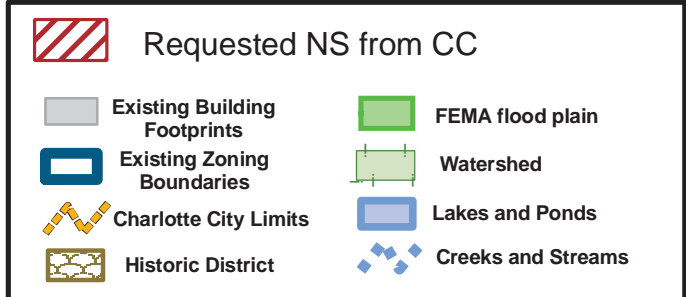 Requested NS from CC
Existing Building
Footprints
Existing Zoning
Boundaries
Charlotte City Limits
Historic District
FEMA flood plain
Watershed
Lakes and Ponds
Creeks and Streams